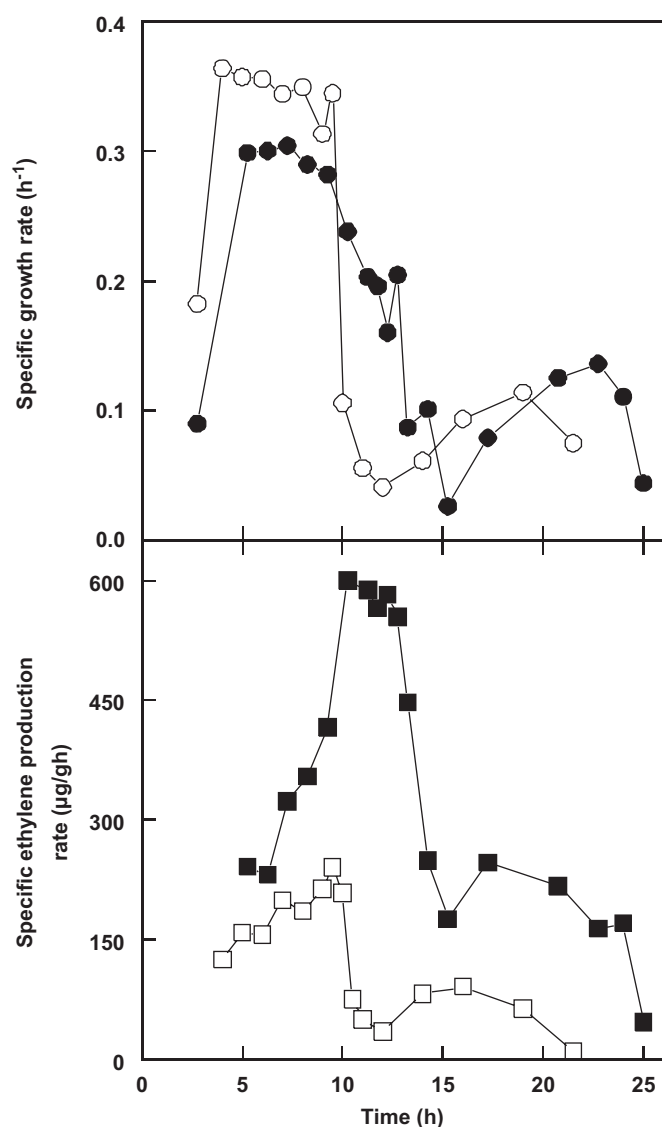 0.4
0.3
0.2
0.1
0.0
Specific growth rate (h-1)
600
450
300
150
0
Specific ethylene production
rate (µg/gh)
0 5 10 15 20 25
Time (h)